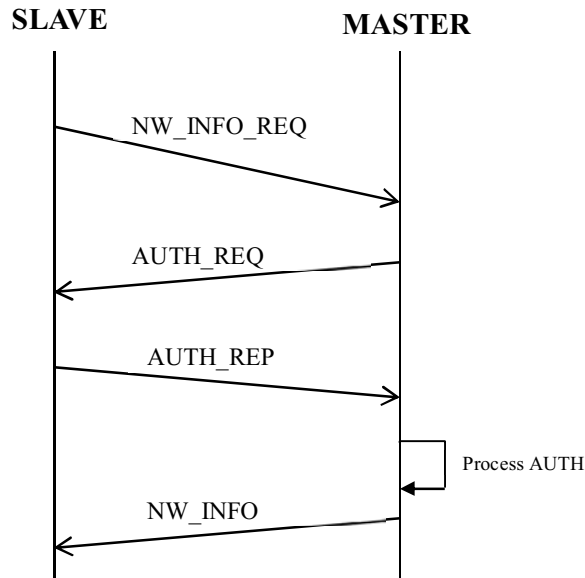 SLAVE
MASTER
NW_INFO_REQ
AUTH_REQ
AUTH_REP
Process AUTH
NW_INFO